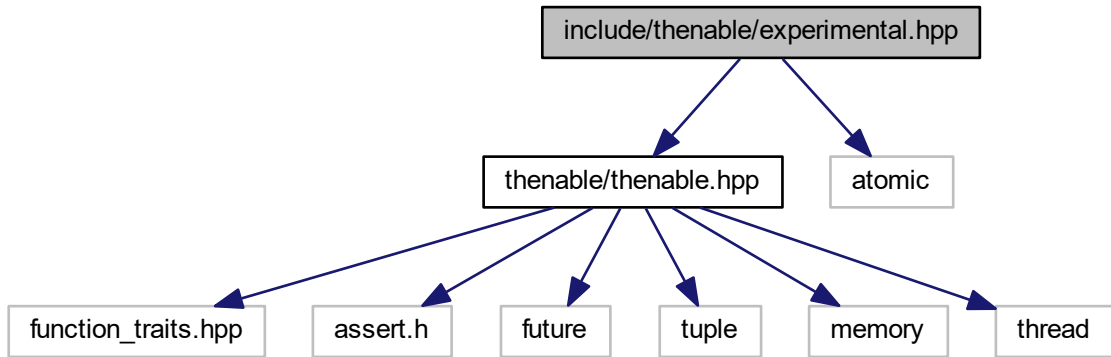 include/thenable/experimental.hpp
thenable/thenable.hpp
atomic
function_traits.hpp
assert.h
future
tuple
memory
thread